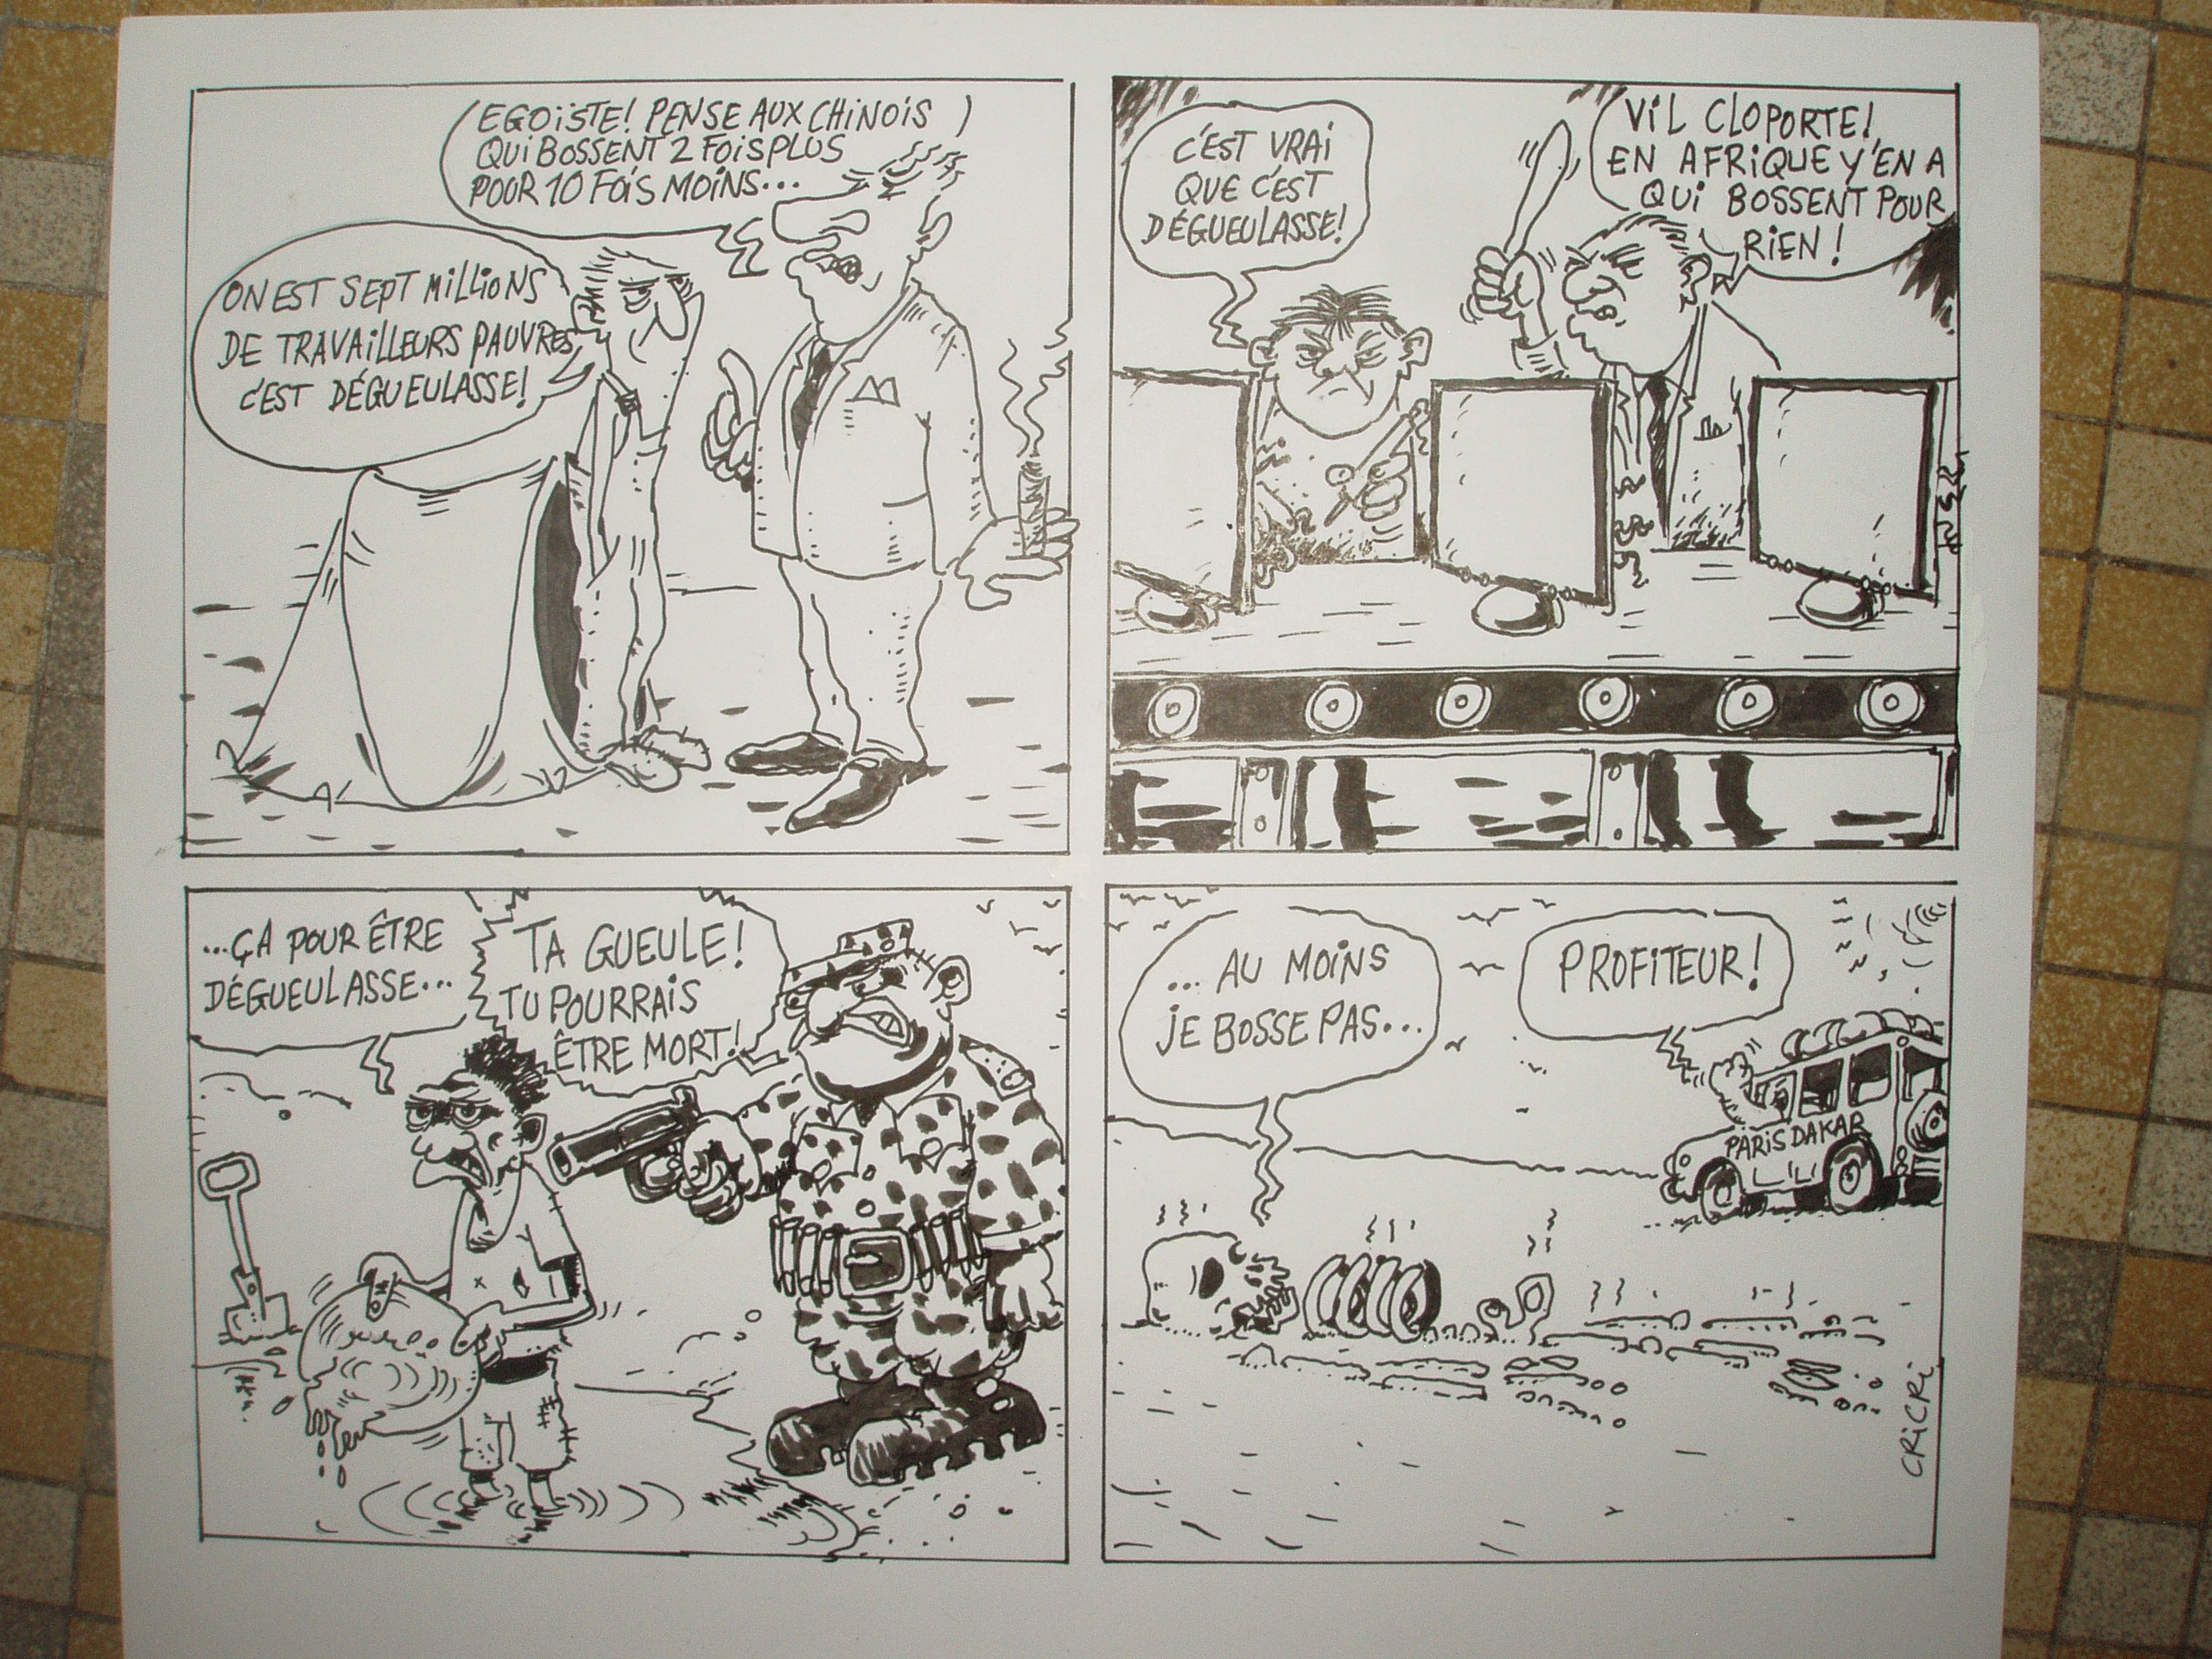 EGOÏSTE! PENSE AUX CHINOIS
QUI BOSSENT 2 FOIS PLUS
POUR 10 FOIS MOINS...
ON EST SEPT MILLIONS
DE TRAVAILLEURS PAUVRES
C'EST DÉGUEULASSE!
C'EST VRAI
QUE C'EST
DÉGUEULASSE!
VIL CLOPORTE!
EN AFRIQUE Y'EN A
QUI BOSSENT POUR
RIEN!
...ÇA POUR ÊTRE
DÉGUEULASSE...
TA GUEULE!
TU POURRAIS
ÊTRE MORT!
... AU MOINS
JE BOSSE PAS...
PROFITEUR!
PARIS DAKAR
CRICRI